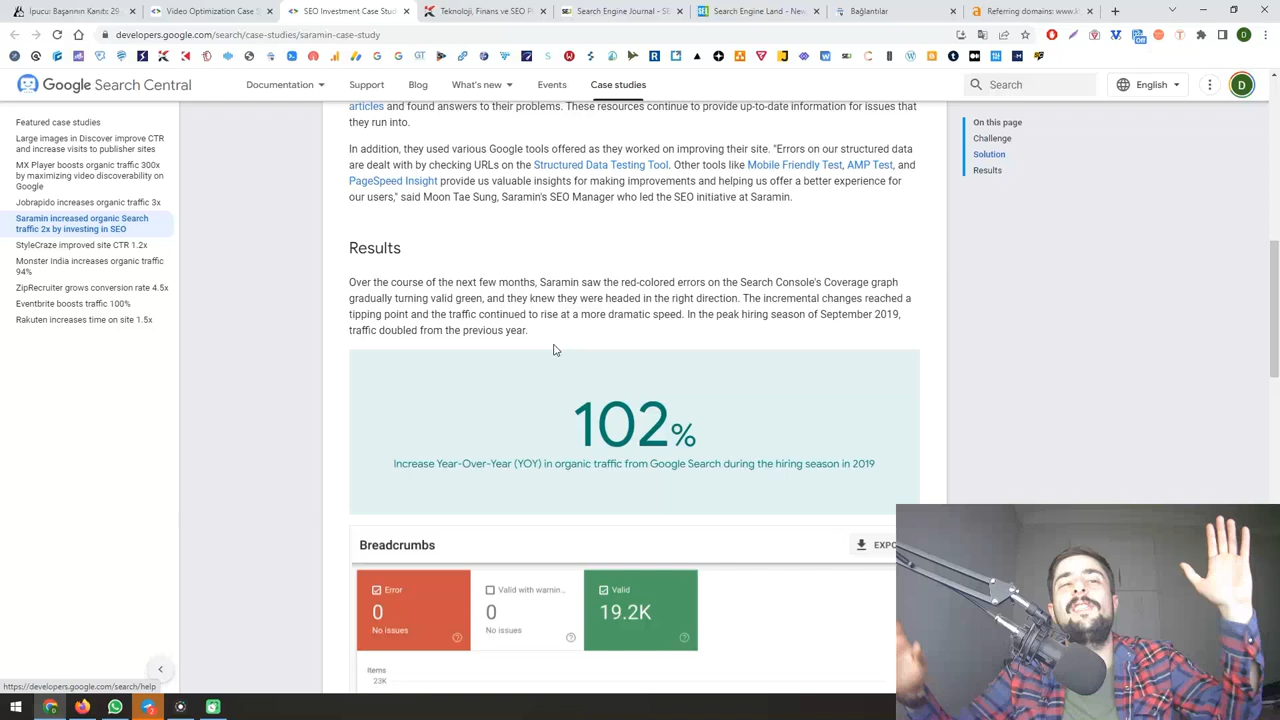 İpuçu: Başarının Kanıtı: 29
Video Optimization Case S
SEO Investment Case Stud
Teknoloji, Finans ve SEO P
Search Engine Journal - SE
Search Engine Land - New
Bağlantılar
Referring domains: www.k
developers.google.com/search/case-studies/saramin-case-study
Google Search Central
Documentation
Support
Blog
What's new
Events
Case studies
Search
English
D
Featured case studies
Large images in Discover improve CTR
and increase visits to publisher sites
MX Player boosts organic traffic 300x
by maximizing video discoverability on
Google
Jobrapido increases organic traffic 3x
Saramin increased organic Search
traffic 2x by investing in SEO
StyleCraze improved site CTR 1.2x
Monster India increases organic traffic
94%
ZipRecruiter grows conversion rate 4.5x
Eventbrite boosts traffic 100%
Rakuten increases time on site 1.5x
articles and found answers to their problems. These resources continue to provide up-to-date information for issues that
they run into.
In addition, they used various Google tools offered as they worked on improving their site. "Errors on our structured data
are dealt with by checking URLs on the Structured Data Testing Tool. Other tools like Mobile Friendly Test, AMP Test, and
PageSpeed Insight provide us valuable insights for making improvements and helping us offer a better experience for
our users," said Moon Tae Sung, Saramin's SEO Manager who led the SEO initiative at Saramin.
Results
Over the course of the next few months, Saramin saw the red-colored errors on the Search Console's Coverage graph
gradually turning valid green, and they knew they were headed in the right direction. The incremental changes reached a
tipping point and the traffic continued to rise at a more dramatic speed. In the peak hiring season of September 2019,
traffic doubled from the previous year.
102%
Increase Year-Over-Year (YOY) in organic traffic from Google Search during the hiring season in 2019
Breadcrumbs
EXPO
Error
0
No issues
Valid with warnin...
0
No issues
Valid
19.2K
Items
23K
On this page
Challenge
Solution
Results
https://developers.google.com/search/help